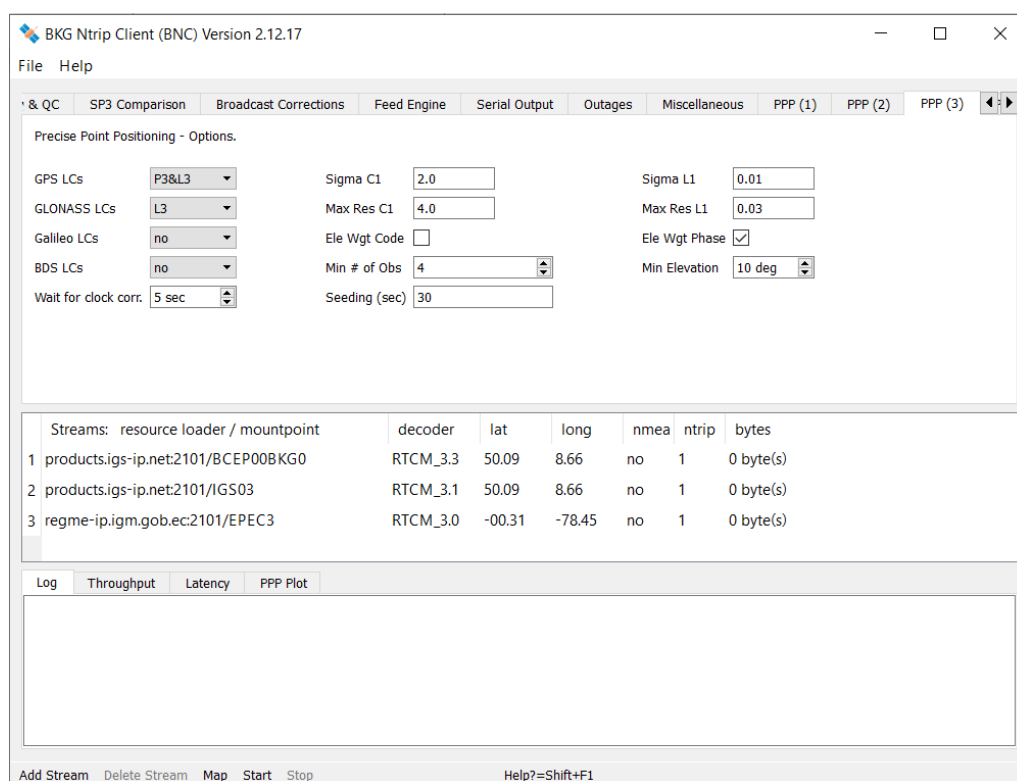 BKG Ntrip Client (BNC) Version 2.12.17
File Help
& QC SP3 Comparison Broadcast Corrections Feed Engine Serial Output Outages Miscellaneous PPP (1) PPP (2) PPP (3)
Precise Point Positioning - Options.
GPS LCs P3&L3 Sigma C1 2.0 Sigma L1 0.01
GLONASS LCs L3 Max Res C1 4.0 Max Res L1 0.03
Galileo LCs no Ele Wgt Code Ele Wgt Phase
BDS LCs no Min # of Obs 4 Min Elevation 10 deg
Wait for clock corr. 5 sec Seeding (sec) 30
Streams: resource loader / mountpoint decoder lat long nmea ntrip bytes
1 products.igs-ip.net:2101/BCEP00BKG0 RTCM_3.3 50.09 8.66 no 1 0 byte(s)
2 products.igs-ip.net:2101/IGS03 RTCM_3.1 50.09 8.66 no 1 0 byte(s)
3 regme-ip.igm.gob.ec:2101/EPEC3 RTCM_3.0 -00.31 -78.45 no 1 0 byte(s)
Log Throughput Latency PPP Plot
Add Stream Delete Stream Map Start Stop Help?=Shift+F1